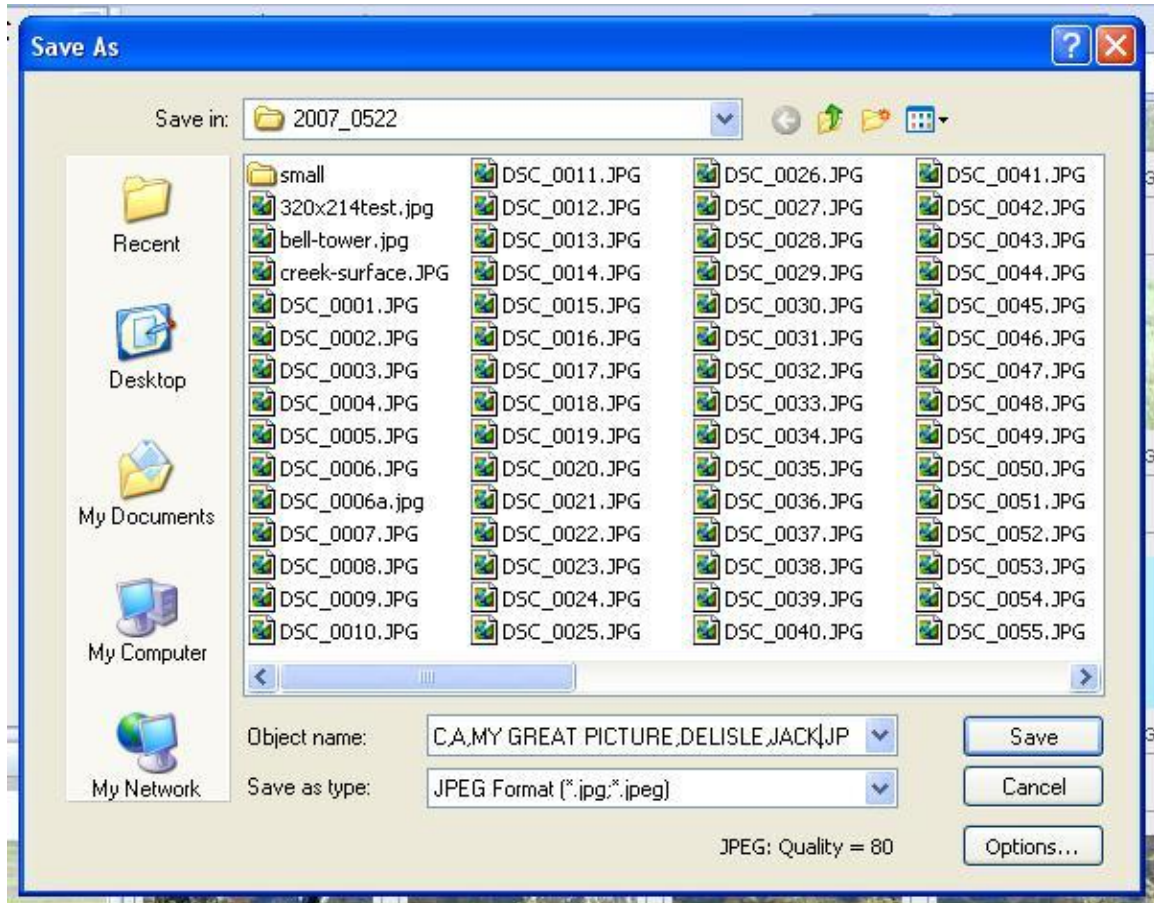 Save As
Save in: 2007_0522
small
320x214test.jpg
bell-tower.jpg
creek-surface.JPG
DSC_0001.JPG
DSC_0002.JPG
DSC_0003.JPG
DSC_0004.JPG
DSC_0005.JPG
DSC_0006.JPG
DSC_0006a.jpg
DSC_0007.JPG
DSC_0008.JPG
DSC_0009.JPG
DSC_0010.JPG
DSC_0011.JPG
DSC_0012.JPG
DSC_0013.JPG
DSC_0014.JPG
DSC_0015.JPG
DSC_0016.JPG
DSC_0017.JPG
DSC_0018.JPG
DSC_0019.JPG
DSC_0020.JPG
DSC_0021.JPG
DSC_0022.JPG
DSC_0023.JPG
DSC_0024.JPG
DSC_0025.JPG
DSC_0026.JPG
DSC_0027.JPG
DSC_0028.JPG
DSC_0029.JPG
DSC_0030.JPG
DSC_0031.JPG
DSC_0032.JPG
DSC_0033.JPG
DSC_0034.JPG
DSC_0035.JPG
DSC_0036.JPG
DSC_0037.JPG
DSC_0038.JPG
DSC_0039.JPG
DSC_0040.JPG
DSC_0041.JPG
DSC_0042.JPG
DSC_0043.JPG
DSC_0044.JPG
DSC_0045.JPG
DSC_0046.JPG
DSC_0047.JPG
DSC_0048.JPG
DSC_0049.JPG
DSC_0050.JPG
DSC_0051.JPG
DSC_0052.JPG
DSC_0053.JPG
DSC_0054.JPG
DSC_0055.JPG
Recent
Desktop
My Documents
My Computer
My Network
Object name: C,A,MY GREAT PICTURE,DELISLE,JACK.JP
Save
Save as type: JPEG Format (*.jpg;*.jpeg)
Cancel
JPEG: Quality = 80
Options...